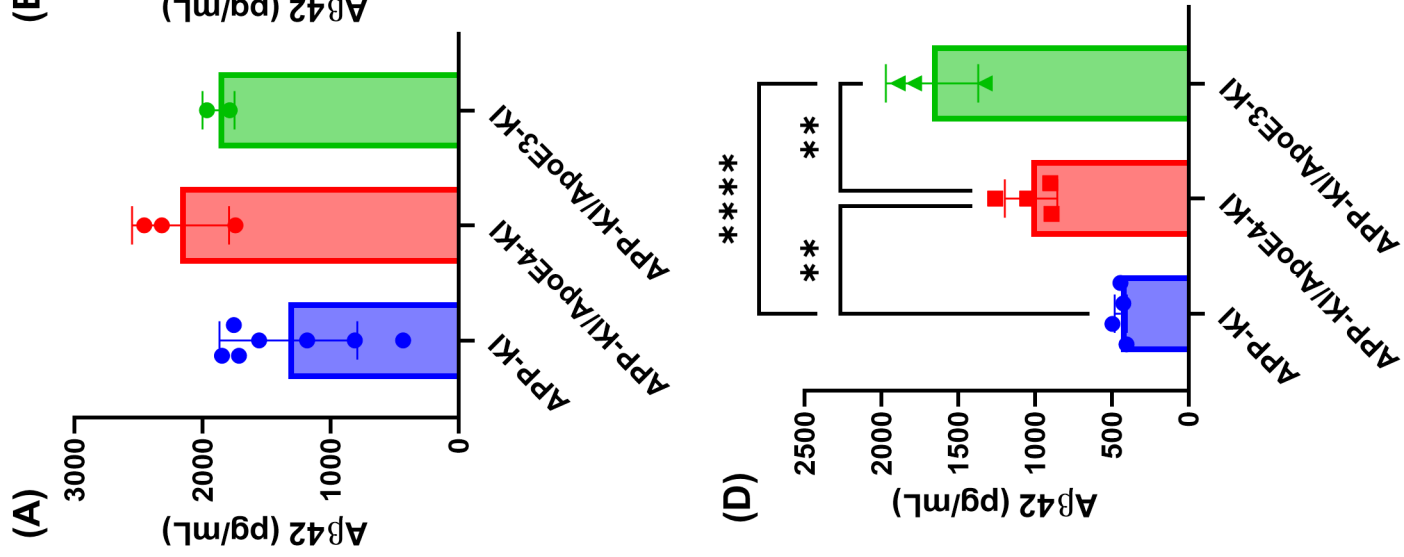 (A)
Aβ42 (pg/mL)
3000
2000
1000
0
APP-KI
APP-KI/ApoE4-KI
APP-KI/ApoE3-KI
Aβ42 (pg/mL)
(D)
Aβ42 (pg/mL)
2500
2000
1500
1000
500
0
****
**
**
APP-KI
APP-KI/ApoE4-KI
APP-KI/ApoE3-KI